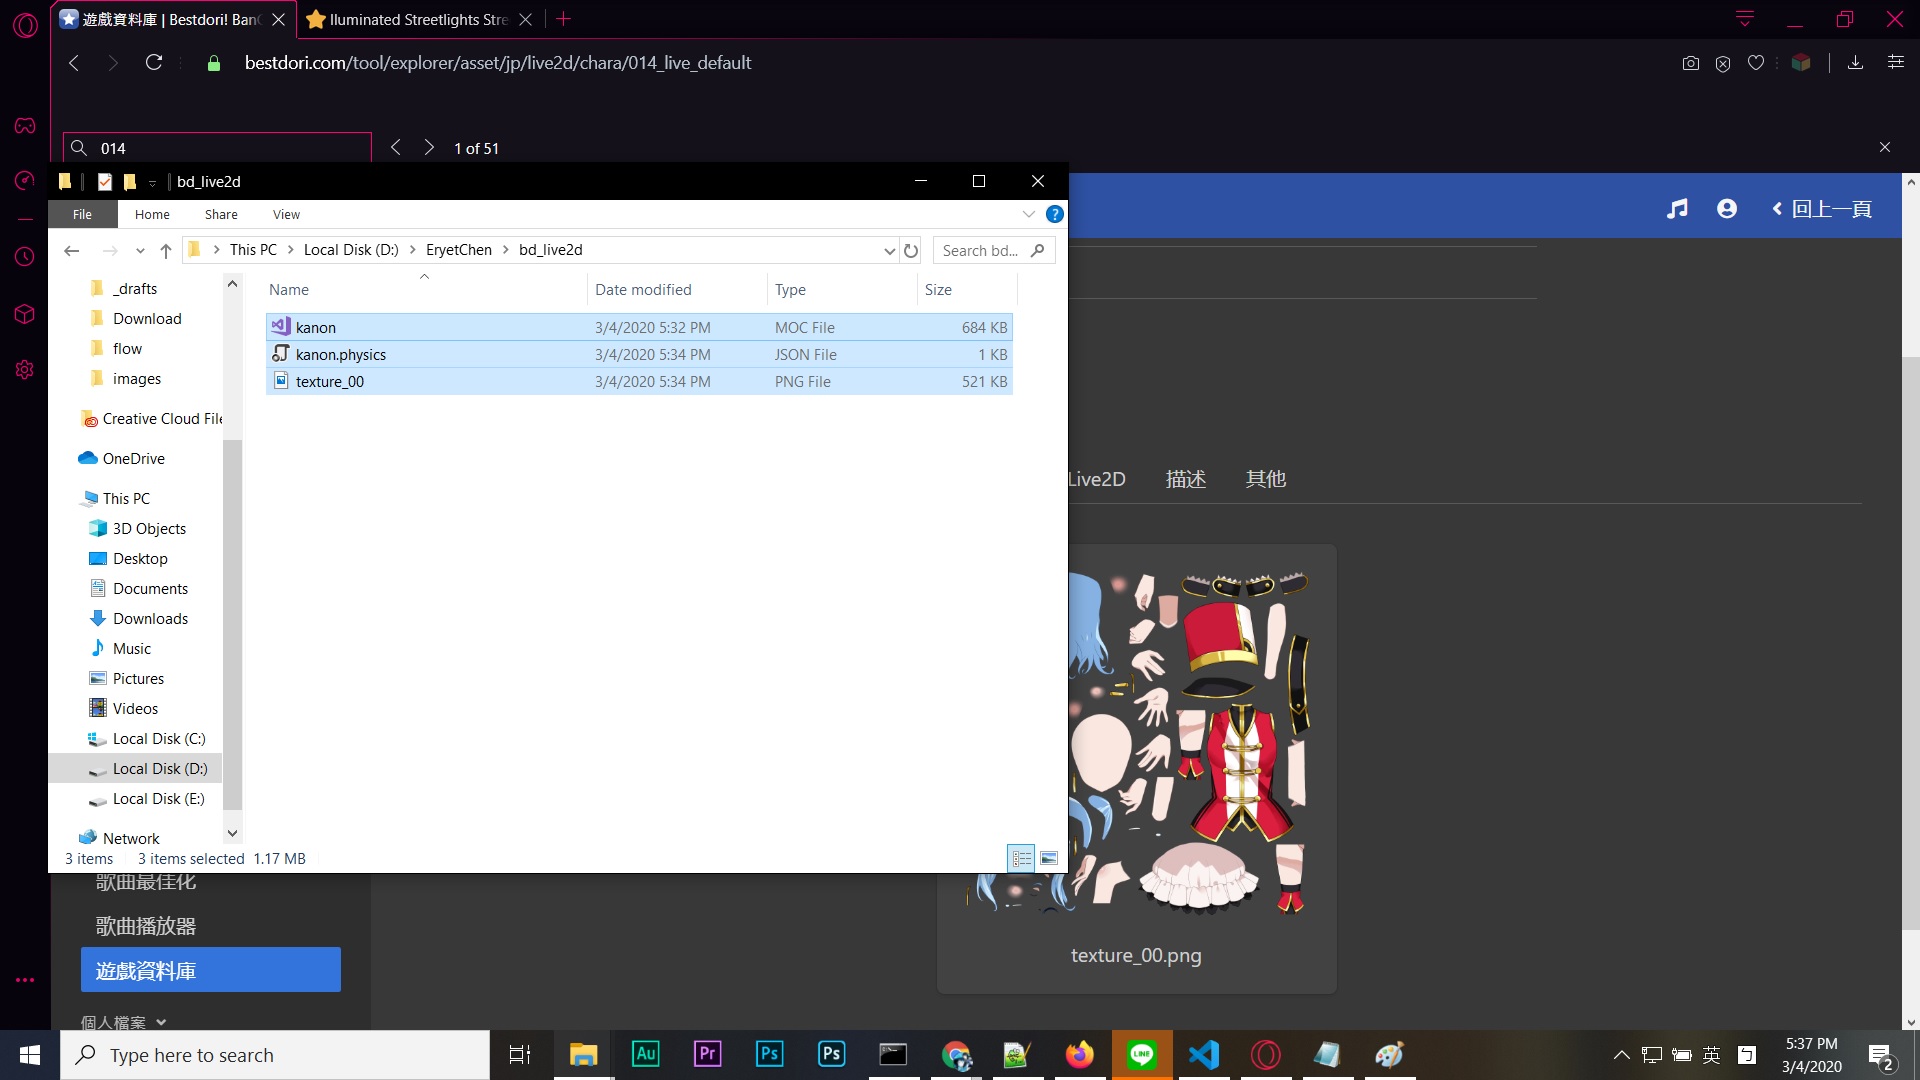 遊戲資料庫 | Bestdori! Ban
Iluminated Streetlights Stre
bestdori.com/tool/explorer/asset/jp/live2d/chara/014_live_default
014
1 of 51
bd_live2d
File
Home
Share
View
回上一頁
This PC
Local Disk (D:)
EryetChen
bd_live2d
Search bd...
Name
Date modified
Type
Size
kanon
3/4/2020 5:32 PM
MOC File
684 KB
kanon.physics
3/4/2020 5:34 PM
JSON File
1 KB
texture_00
3/4/2020 5:34 PM
PNG File
521 KB
_drafts
Download
flow
images
Creative Cloud File
OneDrive
This PC
3D Objects
Desktop
Documents
Downloads
Music
Pictures
Videos
Local Disk (C:)
Local Disk (D:)
Local Disk (E:)
Network
3 items
3 items selected 1.17 MB
Live2D
描述
其他
texture_00.png
歌曲最佳化
歌曲播放器
遊戲資料庫
個人檔案
Type here to search
Au
Pr
Ps
Ps
LINE
英
ㄅ
5:37 PM
3/4/2020
2